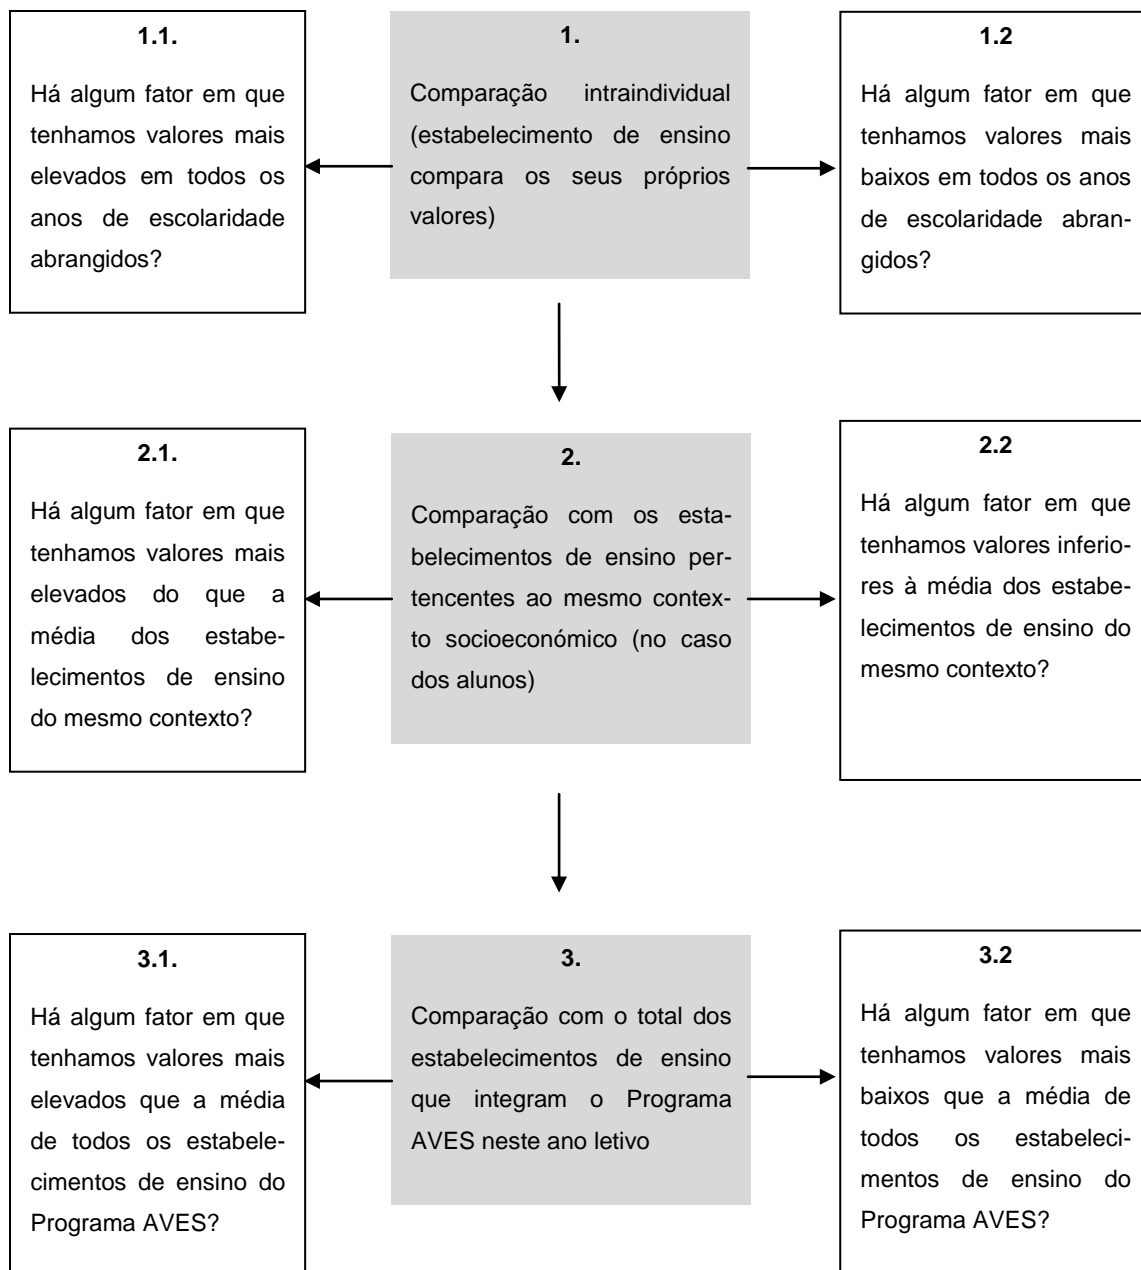 1.1.
Há algum fator em que
tenhamos valores mais
elevados em todos os
anos de escolaridade
abrangidos?
1.
Comparação intraindividual
(estabelecimento de ensino
compara os seus próprios
valores)
1.2
Há algum fator em que
tenhamos valores mais
baixos em todos os anos
de escolaridade abran-
gidos?
2.1.
Há algum fator em que
tenhamos valores mais
elevados do que a
média dos estabe-
lecimentos de ensino
do mesmo contexto?
2.
Comparação com os esta-
belecimentos de ensino per-
tencentes ao mesmo contex-
to socioeconómico (no caso
dos alunos)
2.2
Há algum fator em que
tenhamos valores inferio-
res à média dos estabe-
lecimentos de ensino do
mesmo contexto?
3.1.
Há algum fator em que
tenhamos valores mais
elevados que a média
de todos os estabele-
cimentos de ensino do
Programa AVES?
3.
Comparação com o total dos
estabelecimentos de ensino
que integram o Programa
AVES neste ano letivo
3.2
Há algum fator em que
tenhamos valores mais
baixos que a média de
todos os estabeleci-
mentos de ensino do
Programa AVES?